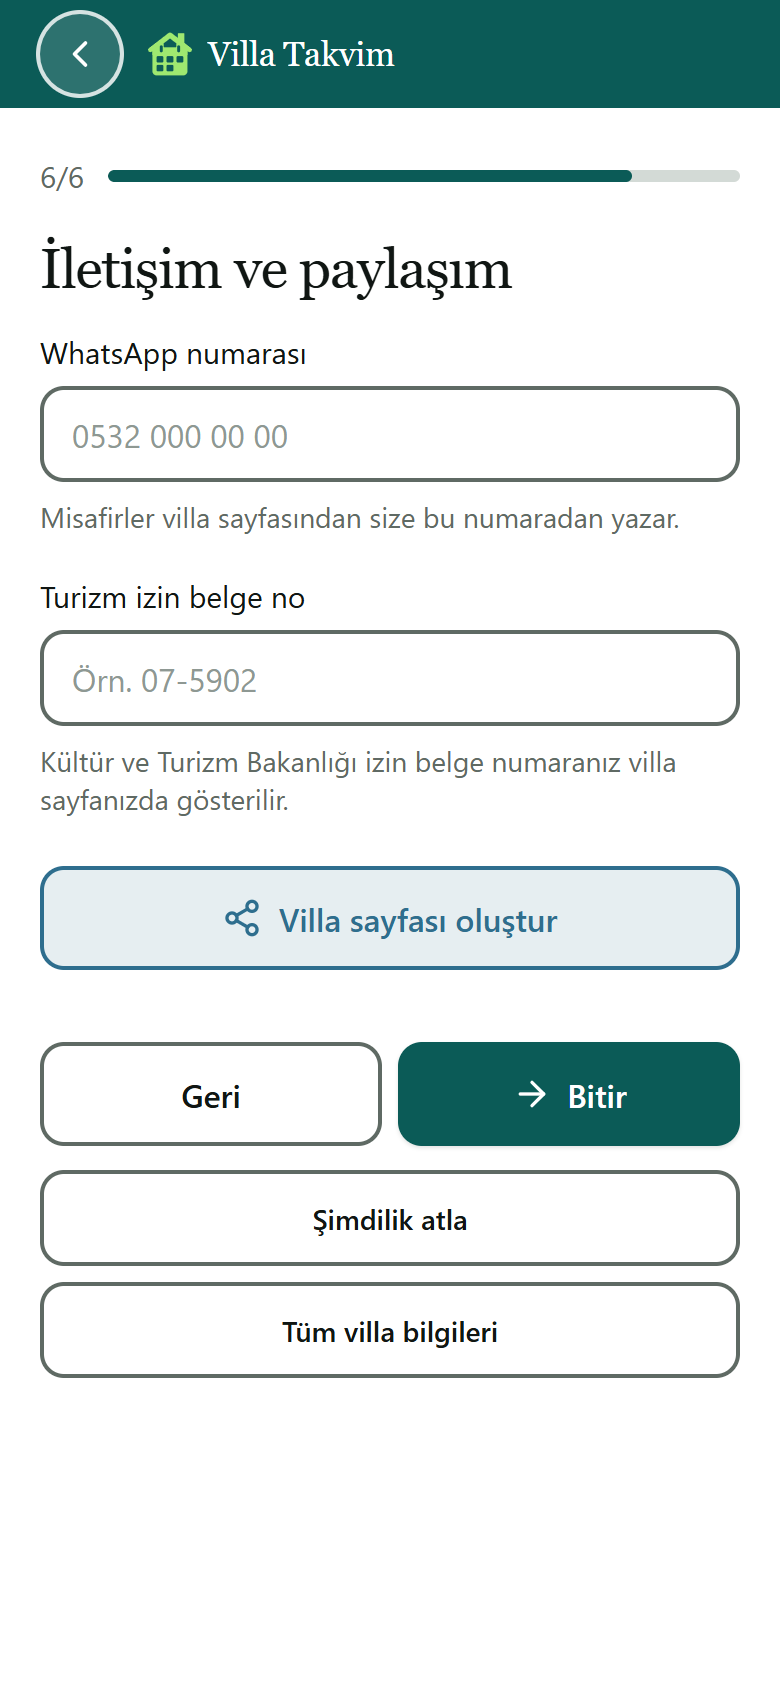 Villa Takvim
6/6
İletişim ve paylaşım
WhatsApp numarası
0532 000 00 00
Misafirler villa sayfasından size bu numaradan yazar.
Turizm izin belge no
Örn. 07-5902
Kültür ve Turizm Bakanlığı izin belge numaranız villa
sayfanızda gösterilir.
Villa sayfası oluştur
Geri
Bitir
Şimdilik atla
Tüm villa bilgileri